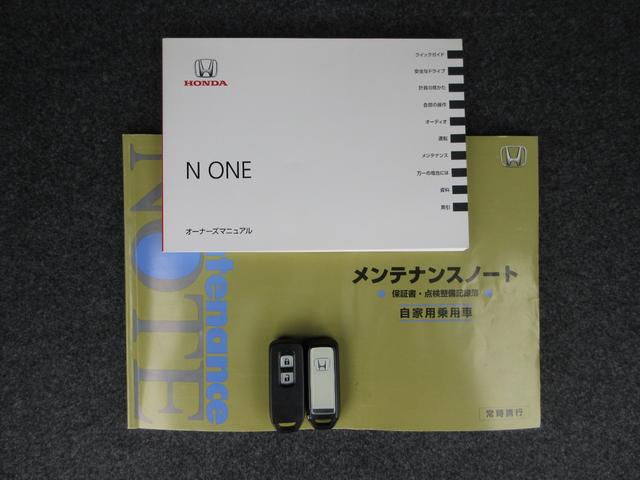 HONDA
N ONE
オーナーズマニュアル
クイックガイド
安全なドライブ
計器の見かた
各部の操作
オーディオ
運転
メンテナンス
万一の場合には
資料
索引
Maintenance
NOTE
メンテナンスノート
保証書・点検整備記録簿
自家用乗用車
常時携行